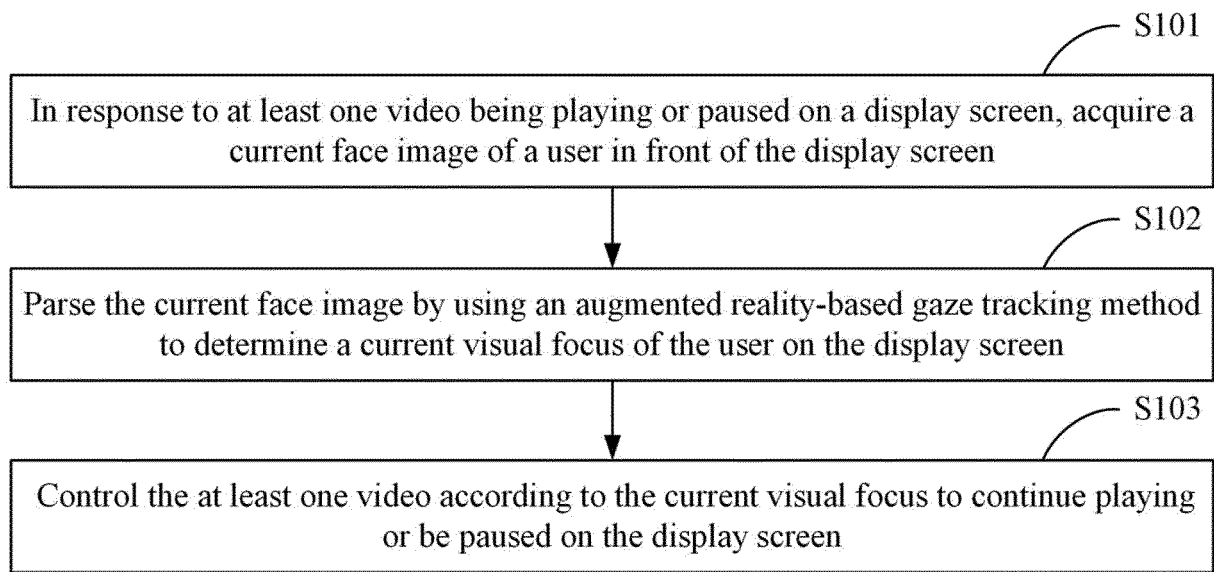 S101
In response to at least one video being playing or paused on a display screen, acquire a
current face image of a user in front of the display screen
S102
Parse the current face image by using an augmented reality-based gaze tracking method
to determine a current visual focus of the user on the display screen
S103
Control the at least one video according to the current visual focus to continue playing
or be paused on the display screen